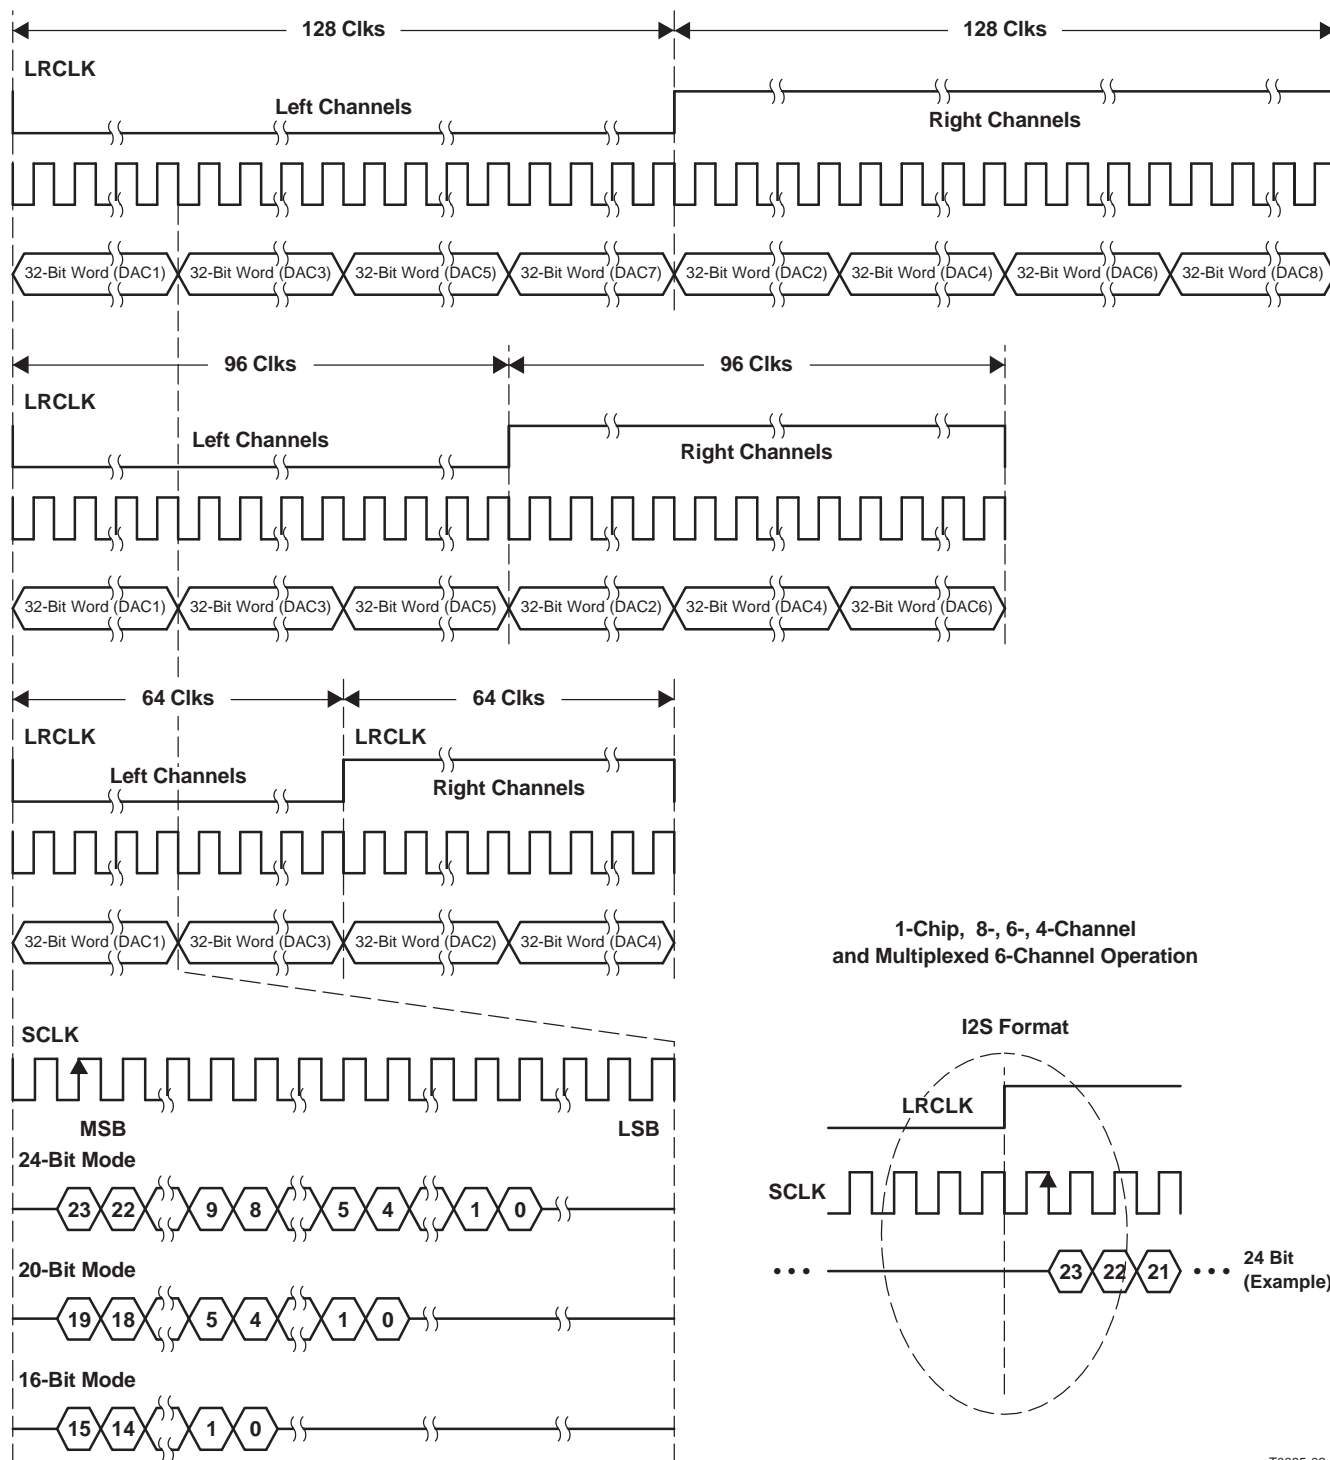 128 Clks 128 Clks
LRCLK
Left Channels
Right Channels
32-Bit Word (DAC1) 32-Bit Word (DAC3) 32-Bit Word (DAC5) 32-Bit Word (DAC7) 32-Bit Word (DAC2) 32-Bit Word (DAC4) 32-Bit Word (DAC6) 32-Bit Word (DAC8)
96 Clks 96 Clks
LRCLK
Left Channels
Right Channels
32-Bit Word (DAC1) 32-Bit Word (DAC3) 32-Bit Word (DAC5) 32-Bit Word (DAC2) 32-Bit Word (DAC4) 32-Bit Word (DAC6)
64 Clks 64 Clks
LRCLK LRCLK
Left Channels
Right Channels
32-Bit Word (DAC1) 32-Bit Word (DAC3) 32-Bit Word (DAC2) 32-Bit Word (DAC4)
1-Chip, 8-, 6-, 4-Channel
and Multiplexed 6-Channel Operation
SCLK
MSB LSB
24-Bit Mode
23 22 9 8 5 4 1 0
20-Bit Mode
19 18 5 4 1 0
16-Bit Mode
15 14 1 0
I2S Format
LRCLK
SCLK
23 22 21
24 Bit
(Example)